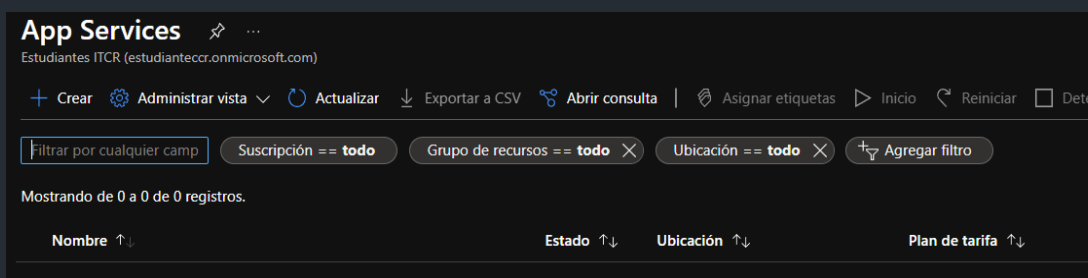 App Services ...
Estudiantes ITCR (estudianteccr.onmicrosoft.com)
+ Crear Administrar vista Actualizar Exportar a CSV Abrir consulta | Asignar etiquetas Inicio Reiniciar Dete
Filtrar por cualquier camp Suscripción == todo Grupo de recursos == todo Ubicación == todo Agregar filtro
Mostrando de 0 a 0 de 0 registros.
Nombre ↑↓ Estado ↑↓ Ubicación ↑↓ Plan de tarifa ↑↓